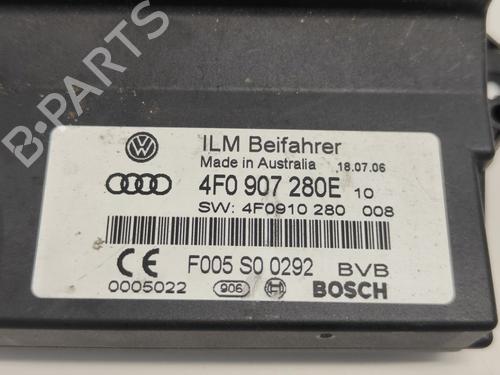 B-PARTS
ILM Beifahrer
Made in Australia 18.07.06
4F0 907 280E 10
SW: 4F0910 280 008
F005 S0 0292 BVB
0005022 906 BOSCH